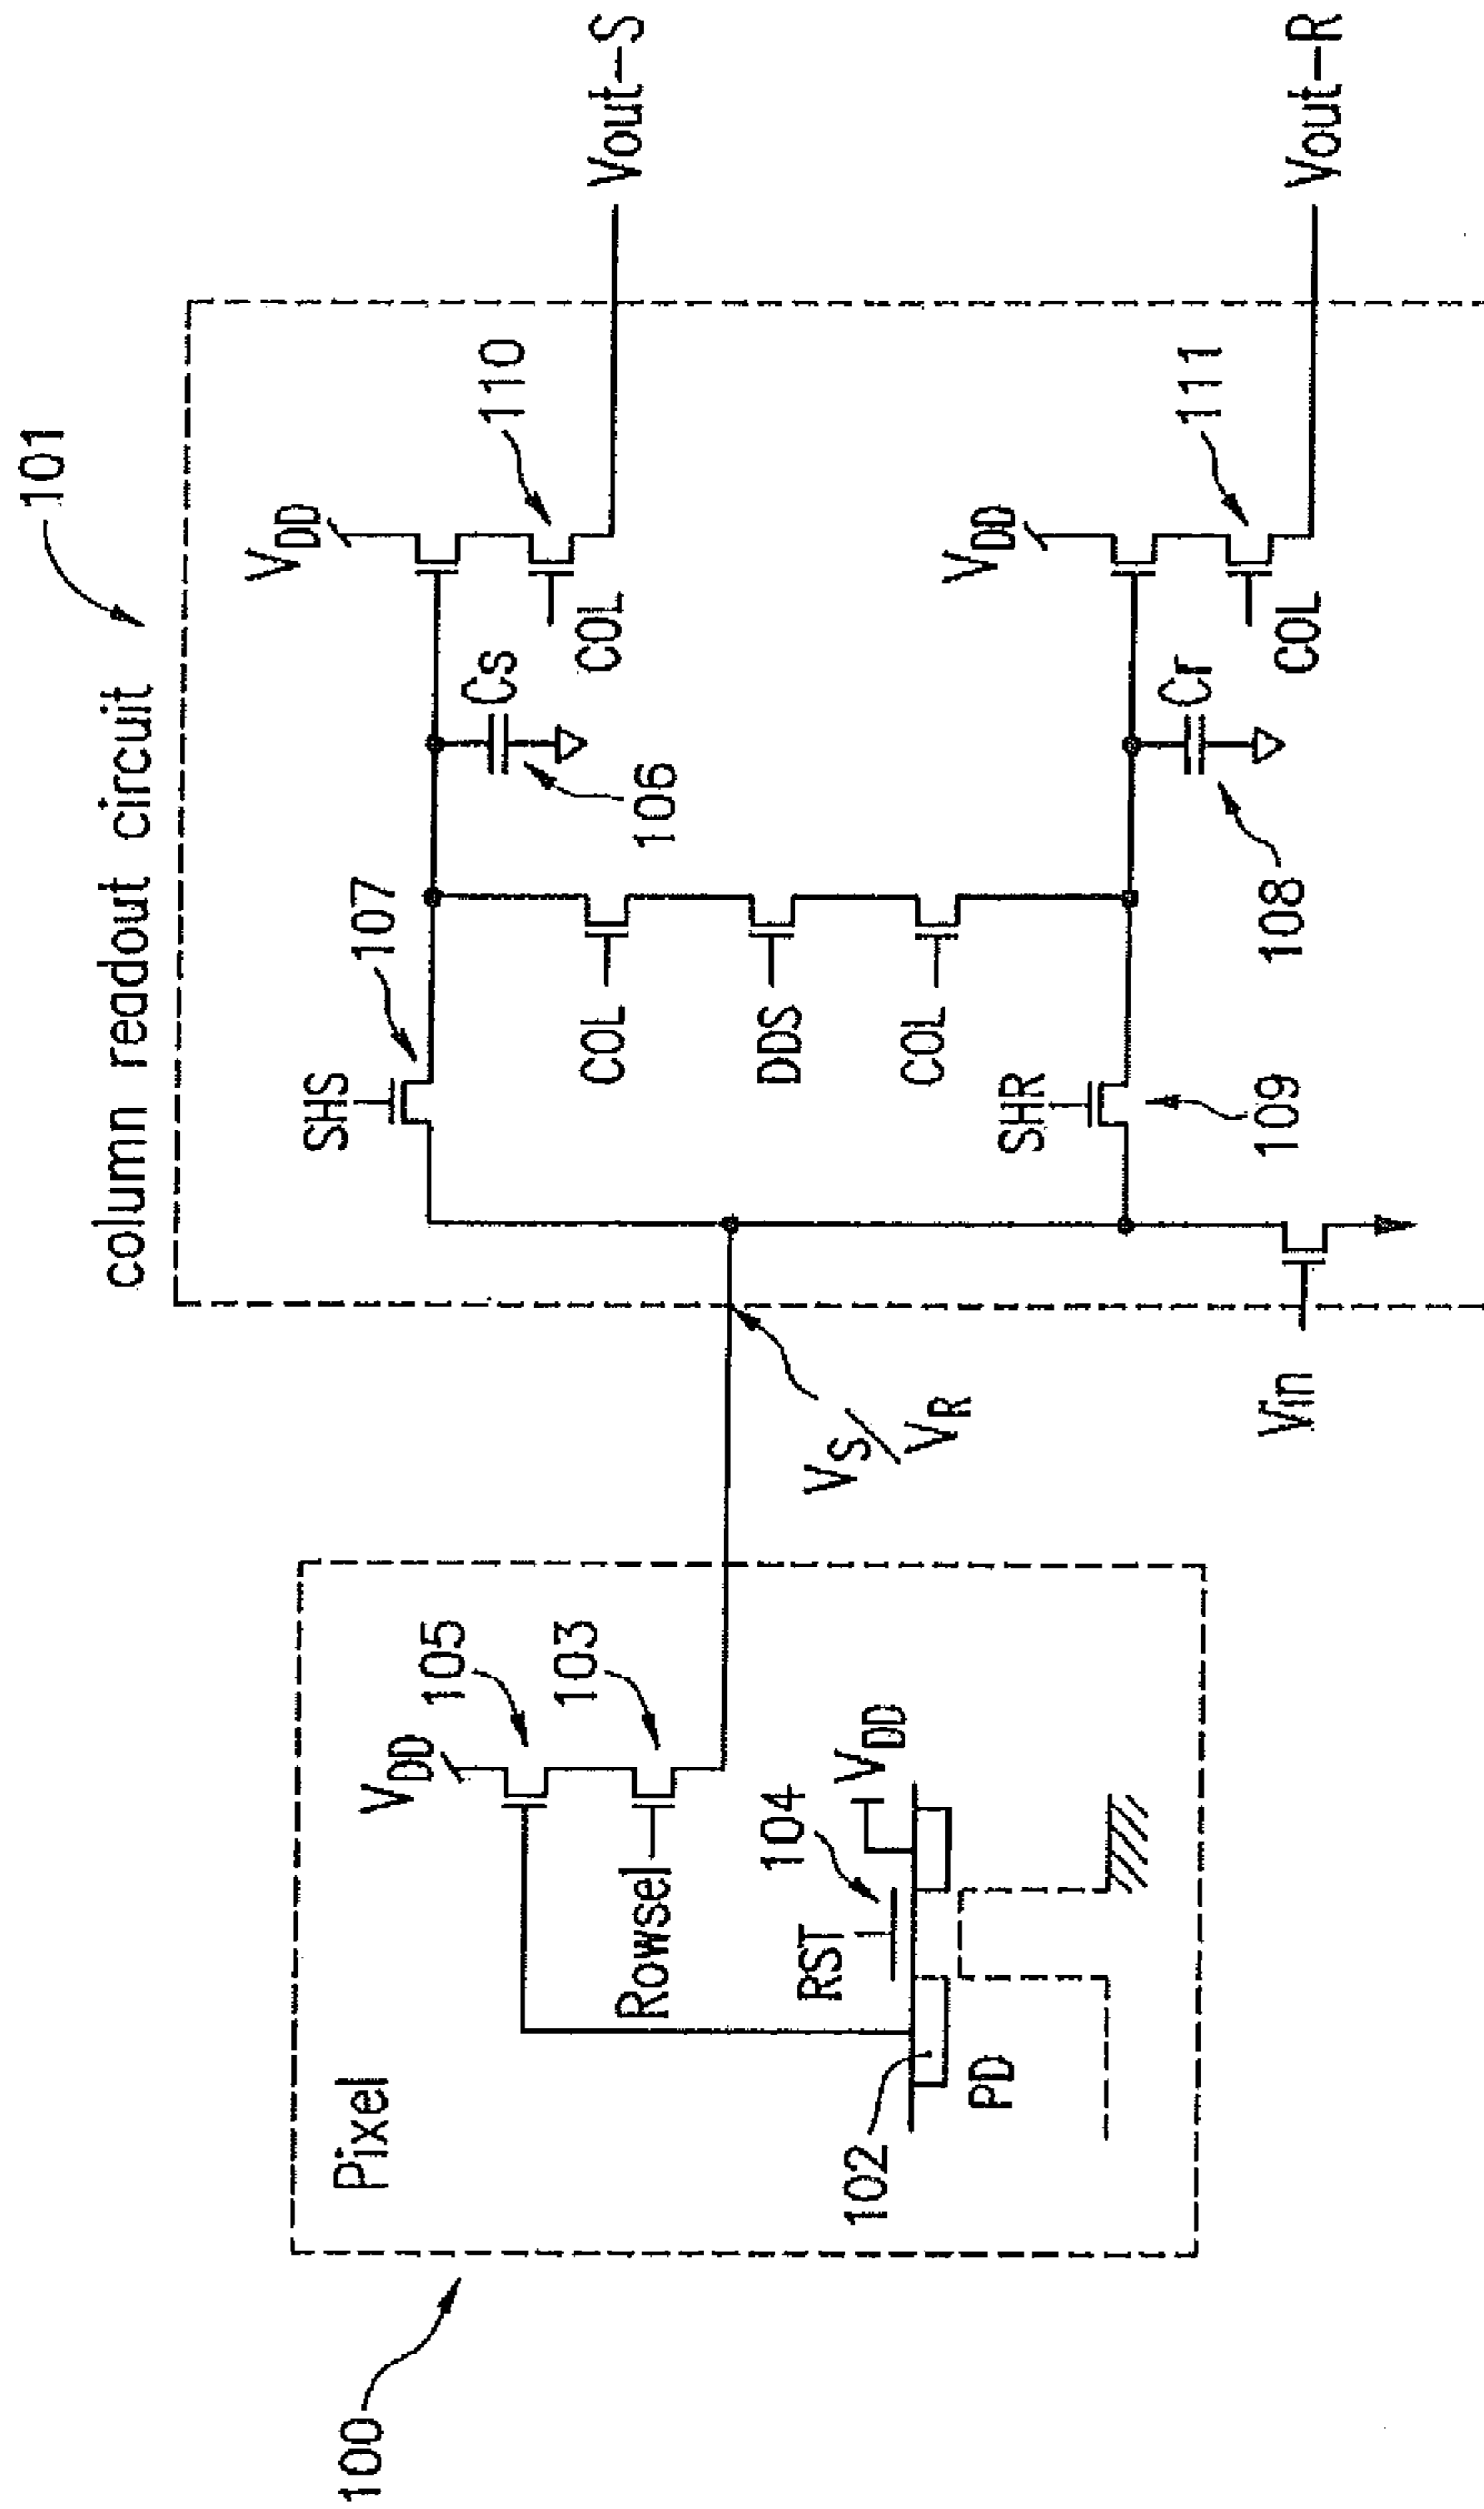 101
column readout circuit
VDD
SHS
107
110
Cs
COL
106
Vout-S
COL
DDS
COL
VDD
SHR
111
Cr
COL
109
108
Vout-R
Vin
VS/VR
100
Pixel
VDD
105
103
Rowsel
104
RST
VDD
102
PD